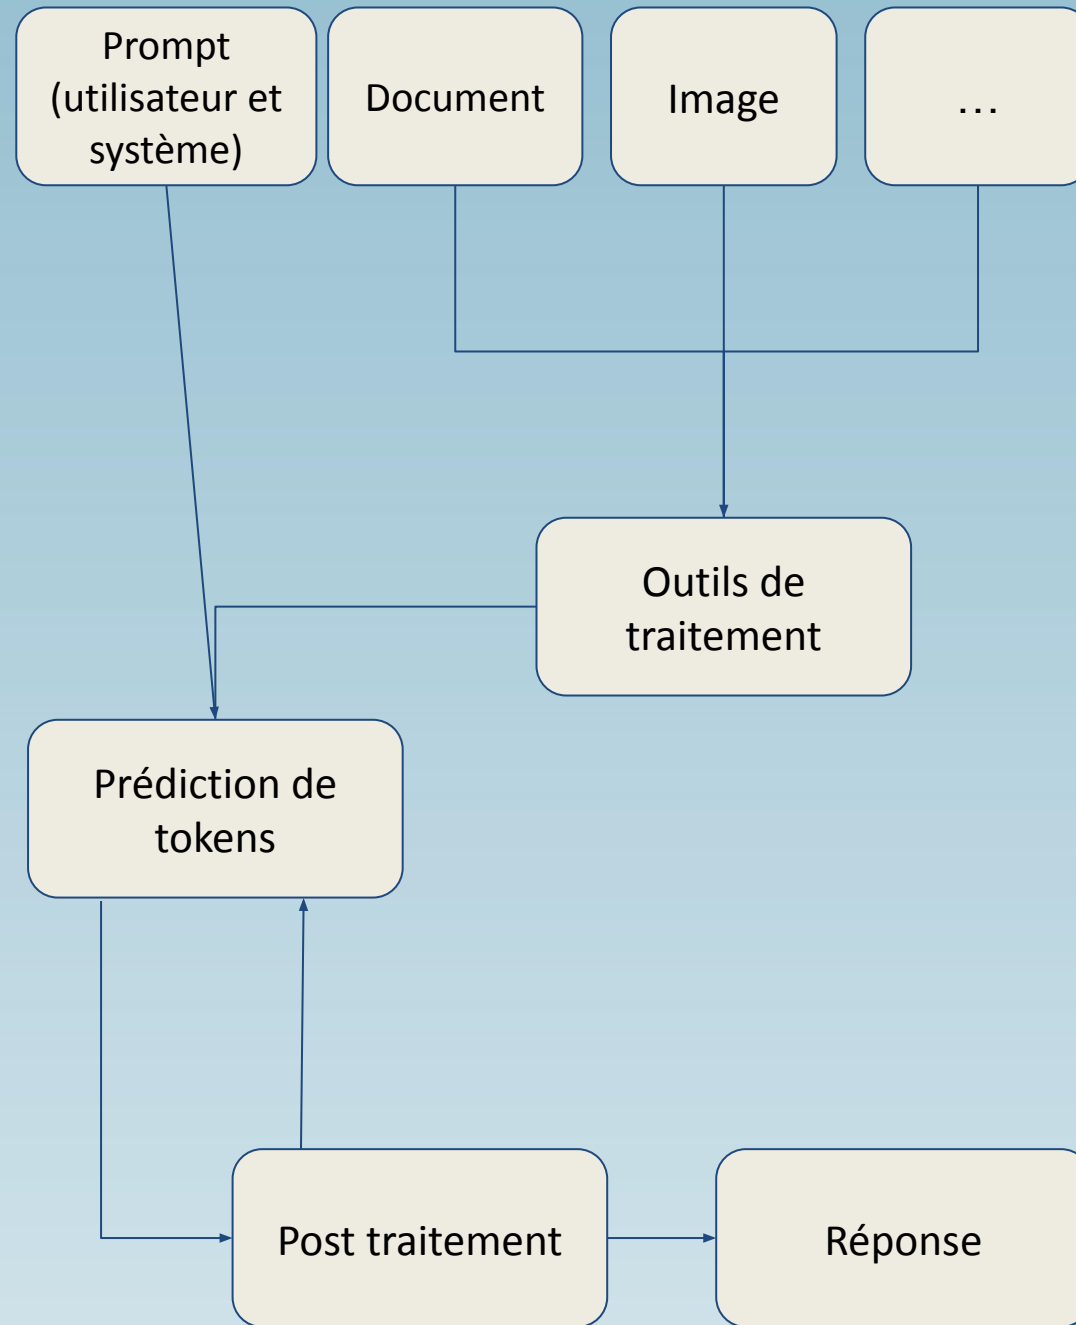 Prompt
(utilisateur et
système)
Document
Image
...
Outils de
traitement
Prédiction de
tokens
Post traitement
Réponse